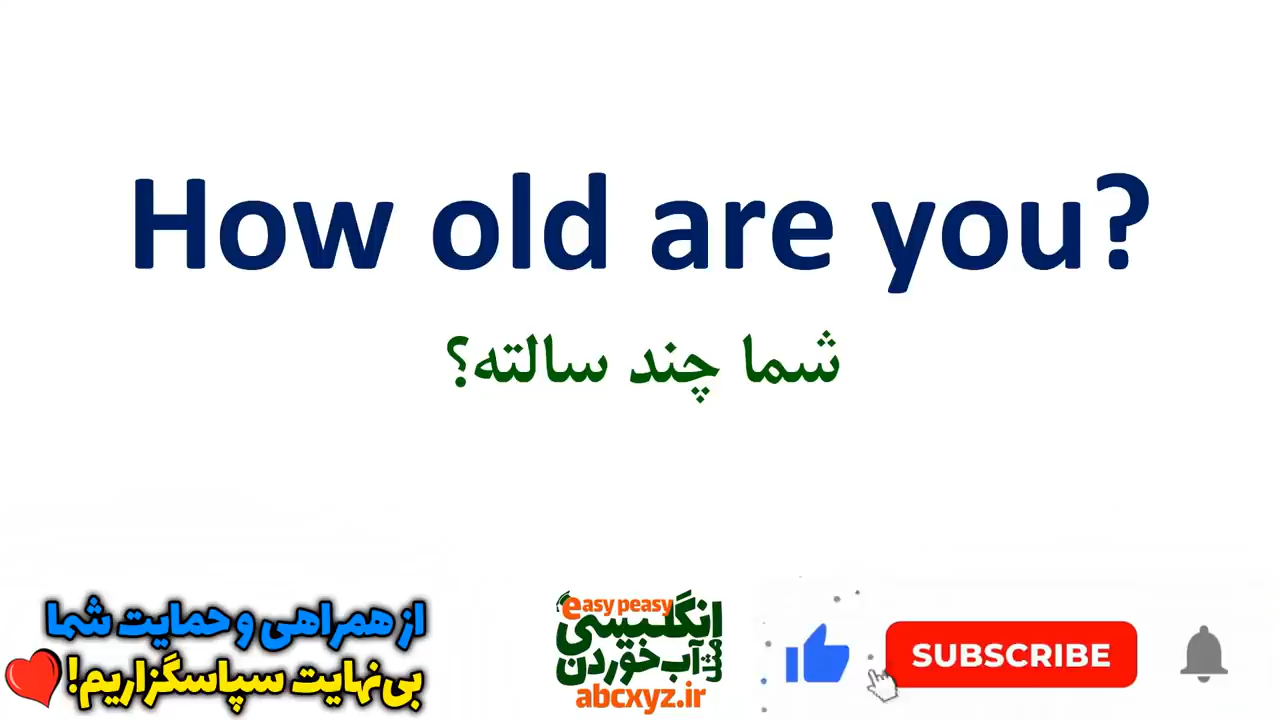 How old are you?
شما چند سالته؟
از همراهی و حمایت شما
بی‌نهایت سپاسگزاریم!
easy peasy
انگلیسی
مثل
آب خوردن
abcxyz.ir
SUBSCRIBE